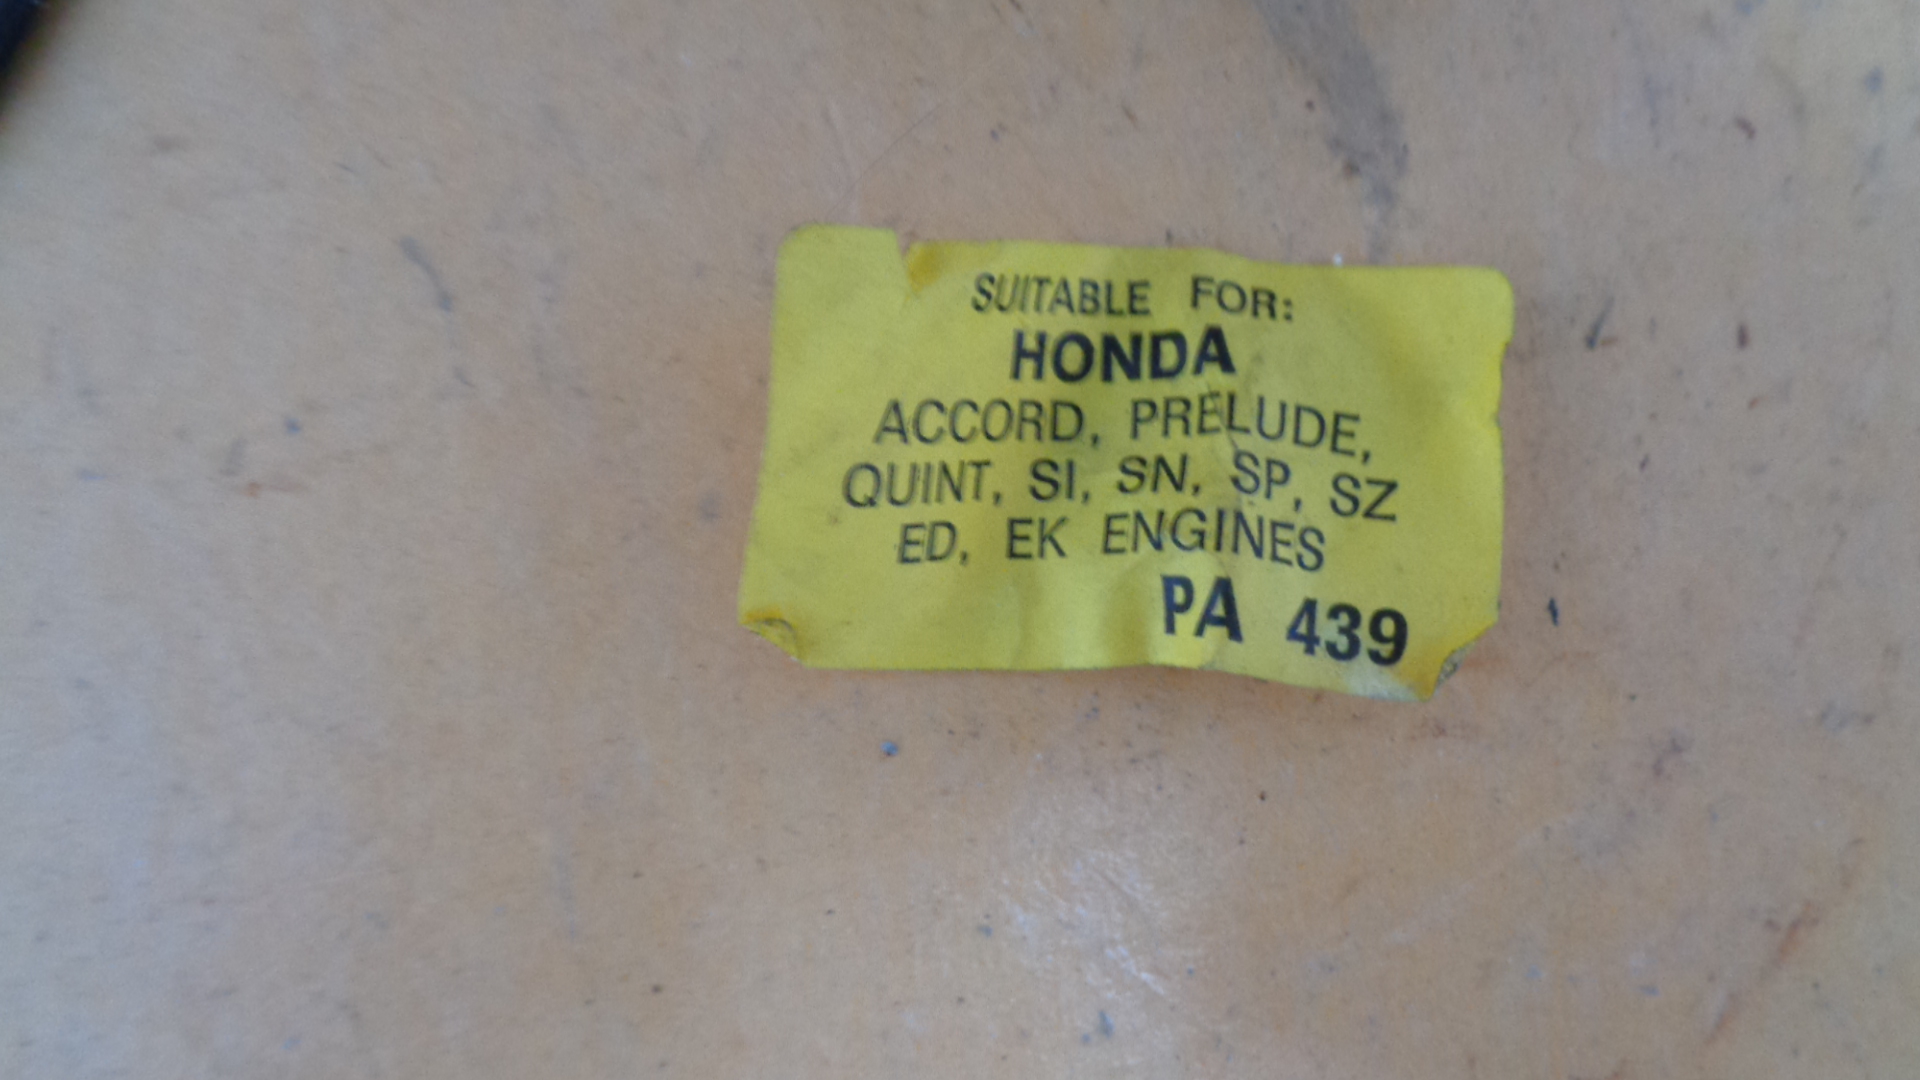 SUITABLE FOR:
HONDA
ACCORD, PRELUDE,
QUINT, SI, SN, SP, SZ
ED, EK ENGINES
PA 439